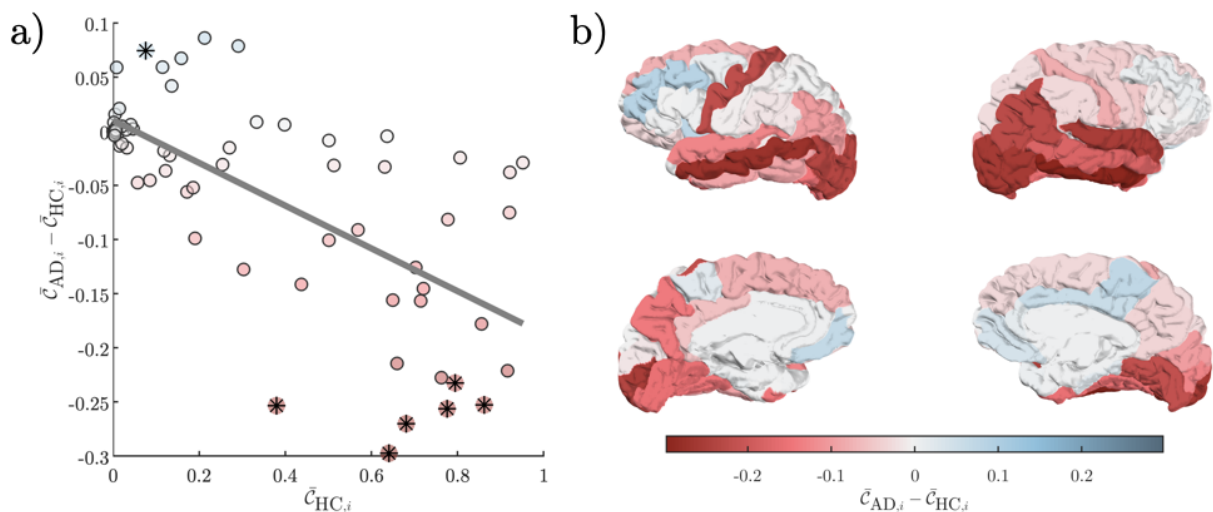 a)
0.1
0.05
0
-0.05
-0.1
-0.15
-0.2
-0.25
-0.3
C̄AD,i − C̄HC,i
0 0.2 0.4 0.6 0.8 1
C̄HC,i
b)
-0.2 -0.1 0 0.1 0.2
C̄AD,i − C̄HC,i